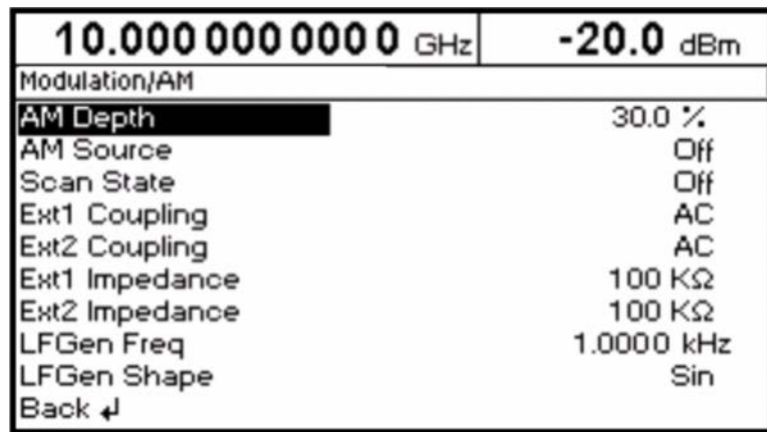 10.000 000 000 0 GHz -20.0 dBm
Modulation/AM
AM Depth 30.0 %
AM Source Off
Scan State Off
Ext1 Coupling AC
Ext2 Coupling AC
Ext1 Impedance 100 KΩ
Ext2 Impedance 100 KΩ
LFGen Freq 1.0000 kHz
LFGen Shape Sin
Back ↲